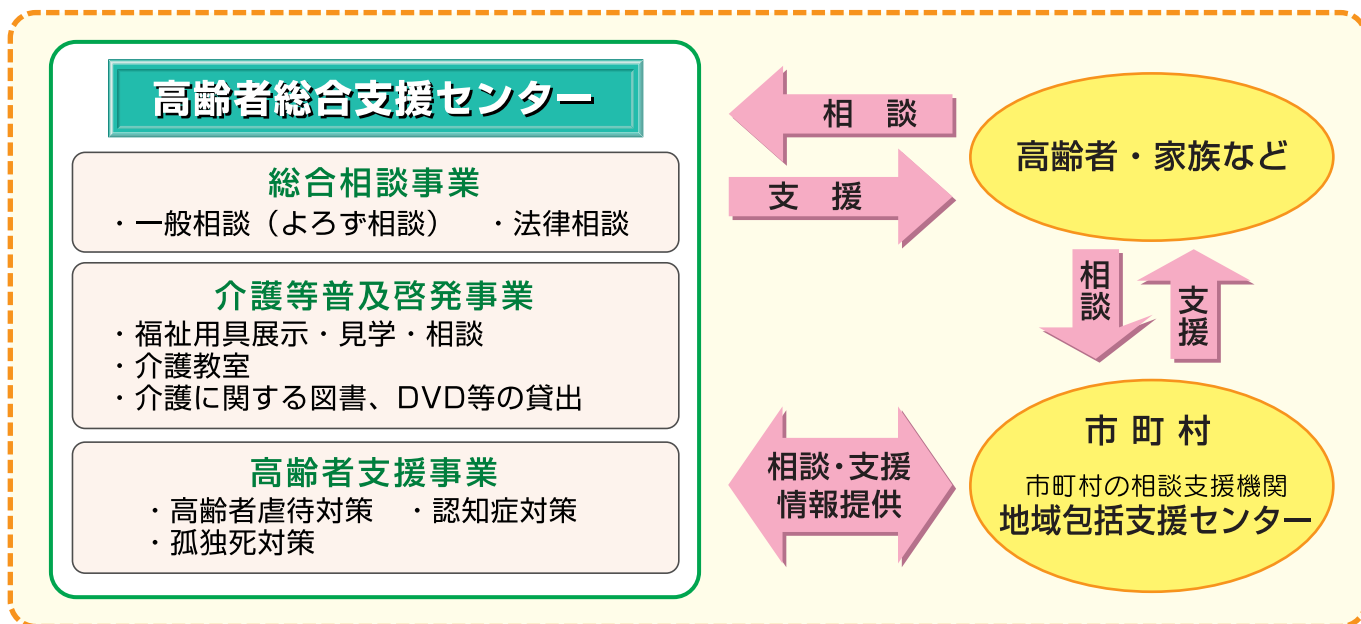 高齢者総合支援センター
総合相談事業
・一般相談（よろず相談）　・法律相談
介護等普及啓発事業
・福祉用具展示・見学・相談
・介護教室
・介護に関する図書、DVD等の貸出
高齢者支援事業
・高齢者虐待対策　・認知症対策
・孤独死対策
相　談
支　援
高齢者・家族など
相談
支援
相談・支援
情報提供
市 町 村
市町村の相談支援機関
地域包括支援センター